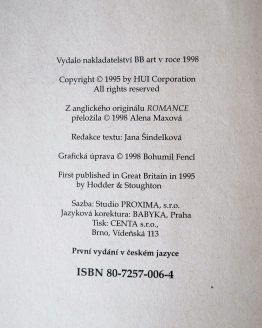 Vydalo nakladatelství BB art v roce 1998
Copyright © 1995 by HUI Corporation
All rights reserved
Z anglického originálu ROMANCE
přeložila © 1998 Alena Maxová
Redakce textu: Jana Šindelková
Grafická úprava © 1998 Bohumil Fencl
First published in Great Britain in 1995
by Hodder & Stoughton
Sazba: Studio PROXIMA, s.r.o.
Jazyková korektura: BABYKA, Praha
Tisk: CENTA s.r.o.,
Brno, Vídeňská 113
První vydání v českém jazyce
ISBN 80-7257-006-4